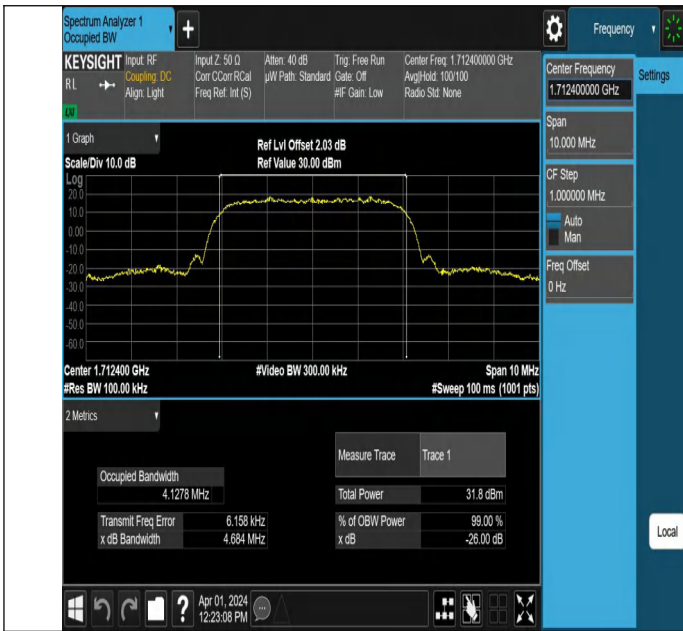 Spectrum Analyzer 1
Occupied BW
+
Frequency
KEYSIGHT
RL
Input: RF
Coupling: DC
Align: Light
Input Z: 50 Ω
Corr CCorr RCal
Freq Ref: Int (S)
Atten: 40 dB
µW Path: Standard
Trig: Free Run
Gate: Off
#IF Gain: Low
Center Freq: 1.712400000 GHz
Avg|Hold: 100/100
Radio Std: None
Center Frequency
1.712400000 GHz
Settings
Span
10.000 MHz
CF Step
1.000000 MHz
Auto
Man
Freq Offset
0 Hz
1 Graph
Scale/Div 10.0 dB
Ref Lvl Offset 2.03 dB
Ref Value 30.00 dBm
Log
20.0
10.0
0.00
-10.0
-20.0
-30.0
-40.0
-50.0
-60.0
Center 1.712400 GHz
#Video BW 300.00 kHz
Span 10 MHz
#Res BW 100.00 kHz
#Sweep 100 ms (1001 pts)
2 Metrics
Measure Trace
Trace 1
Occupied Bandwidth
4.1278 MHz
Total Power
31.8 dBm
Transmit Freq Error
6.158 kHz
% of OBW Power
99.00 %
x dB Bandwidth
4.684 MHz
x dB
-26.00 dB
Local
?
Apr 01, 2024
12:23:08 PM